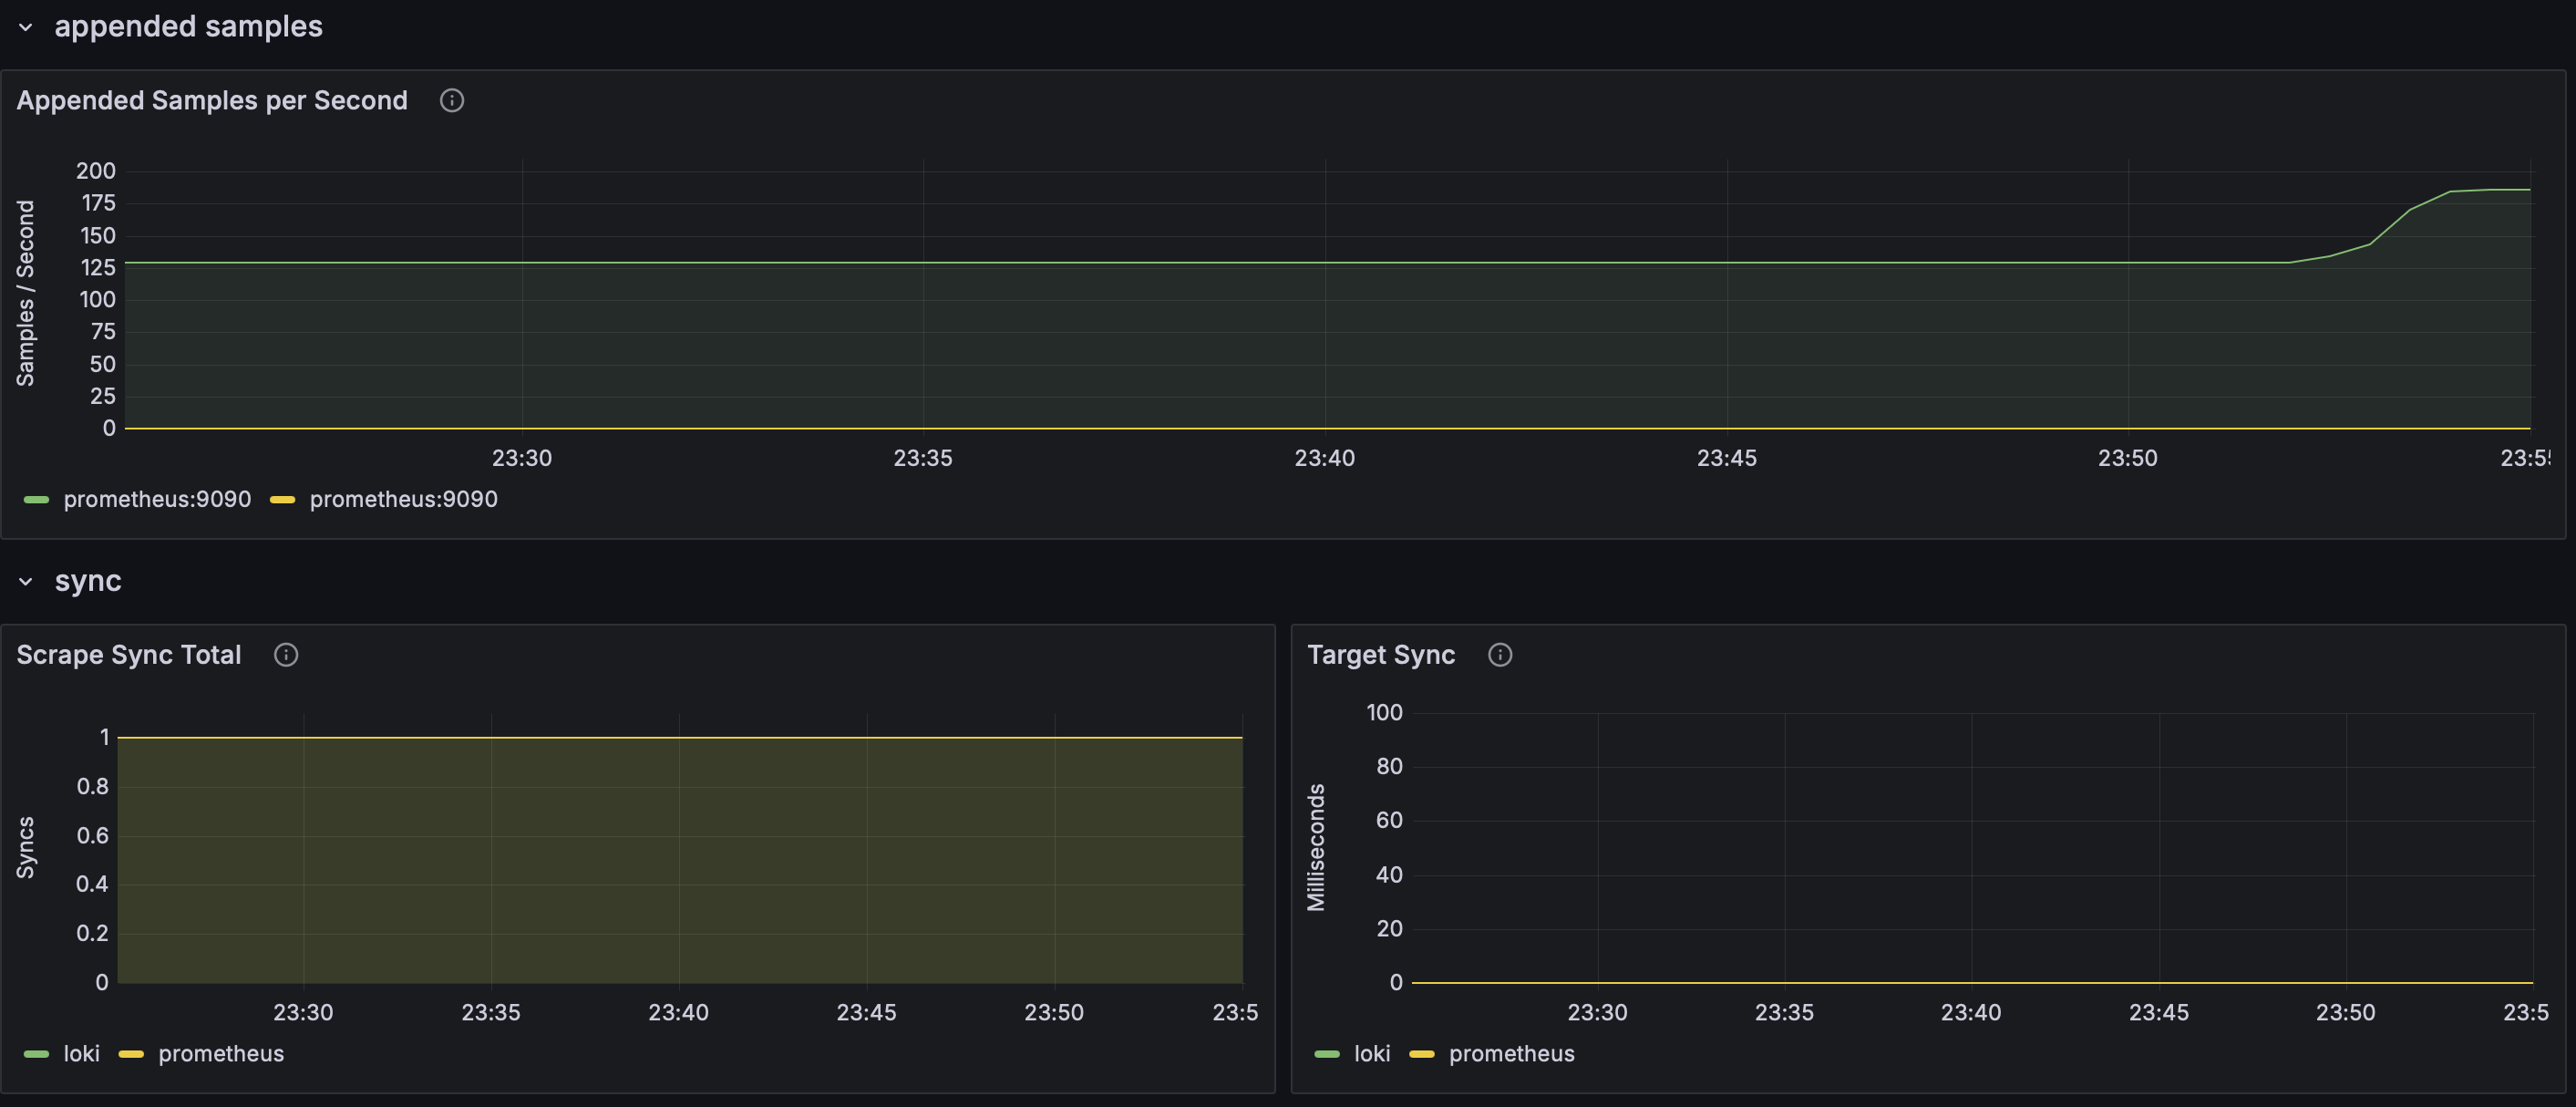 appended samples
Appended Samples per Second
Samples / Second
200
175
150
125
100
75
50
25
0
23:30 23:35 23:40 23:45 23:50 23:5
prometheus:9090 prometheus:9090
sync
Scrape Sync Total
Syncs
1
0.8
0.6
0.4
0.2
0
23:30 23:35 23:40 23:45 23:50 23:5
loki prometheus
Target Sync
Milliseconds
100
80
60
40
20
0
23:30 23:35 23:40 23:45 23:50 23:5
loki prometheus